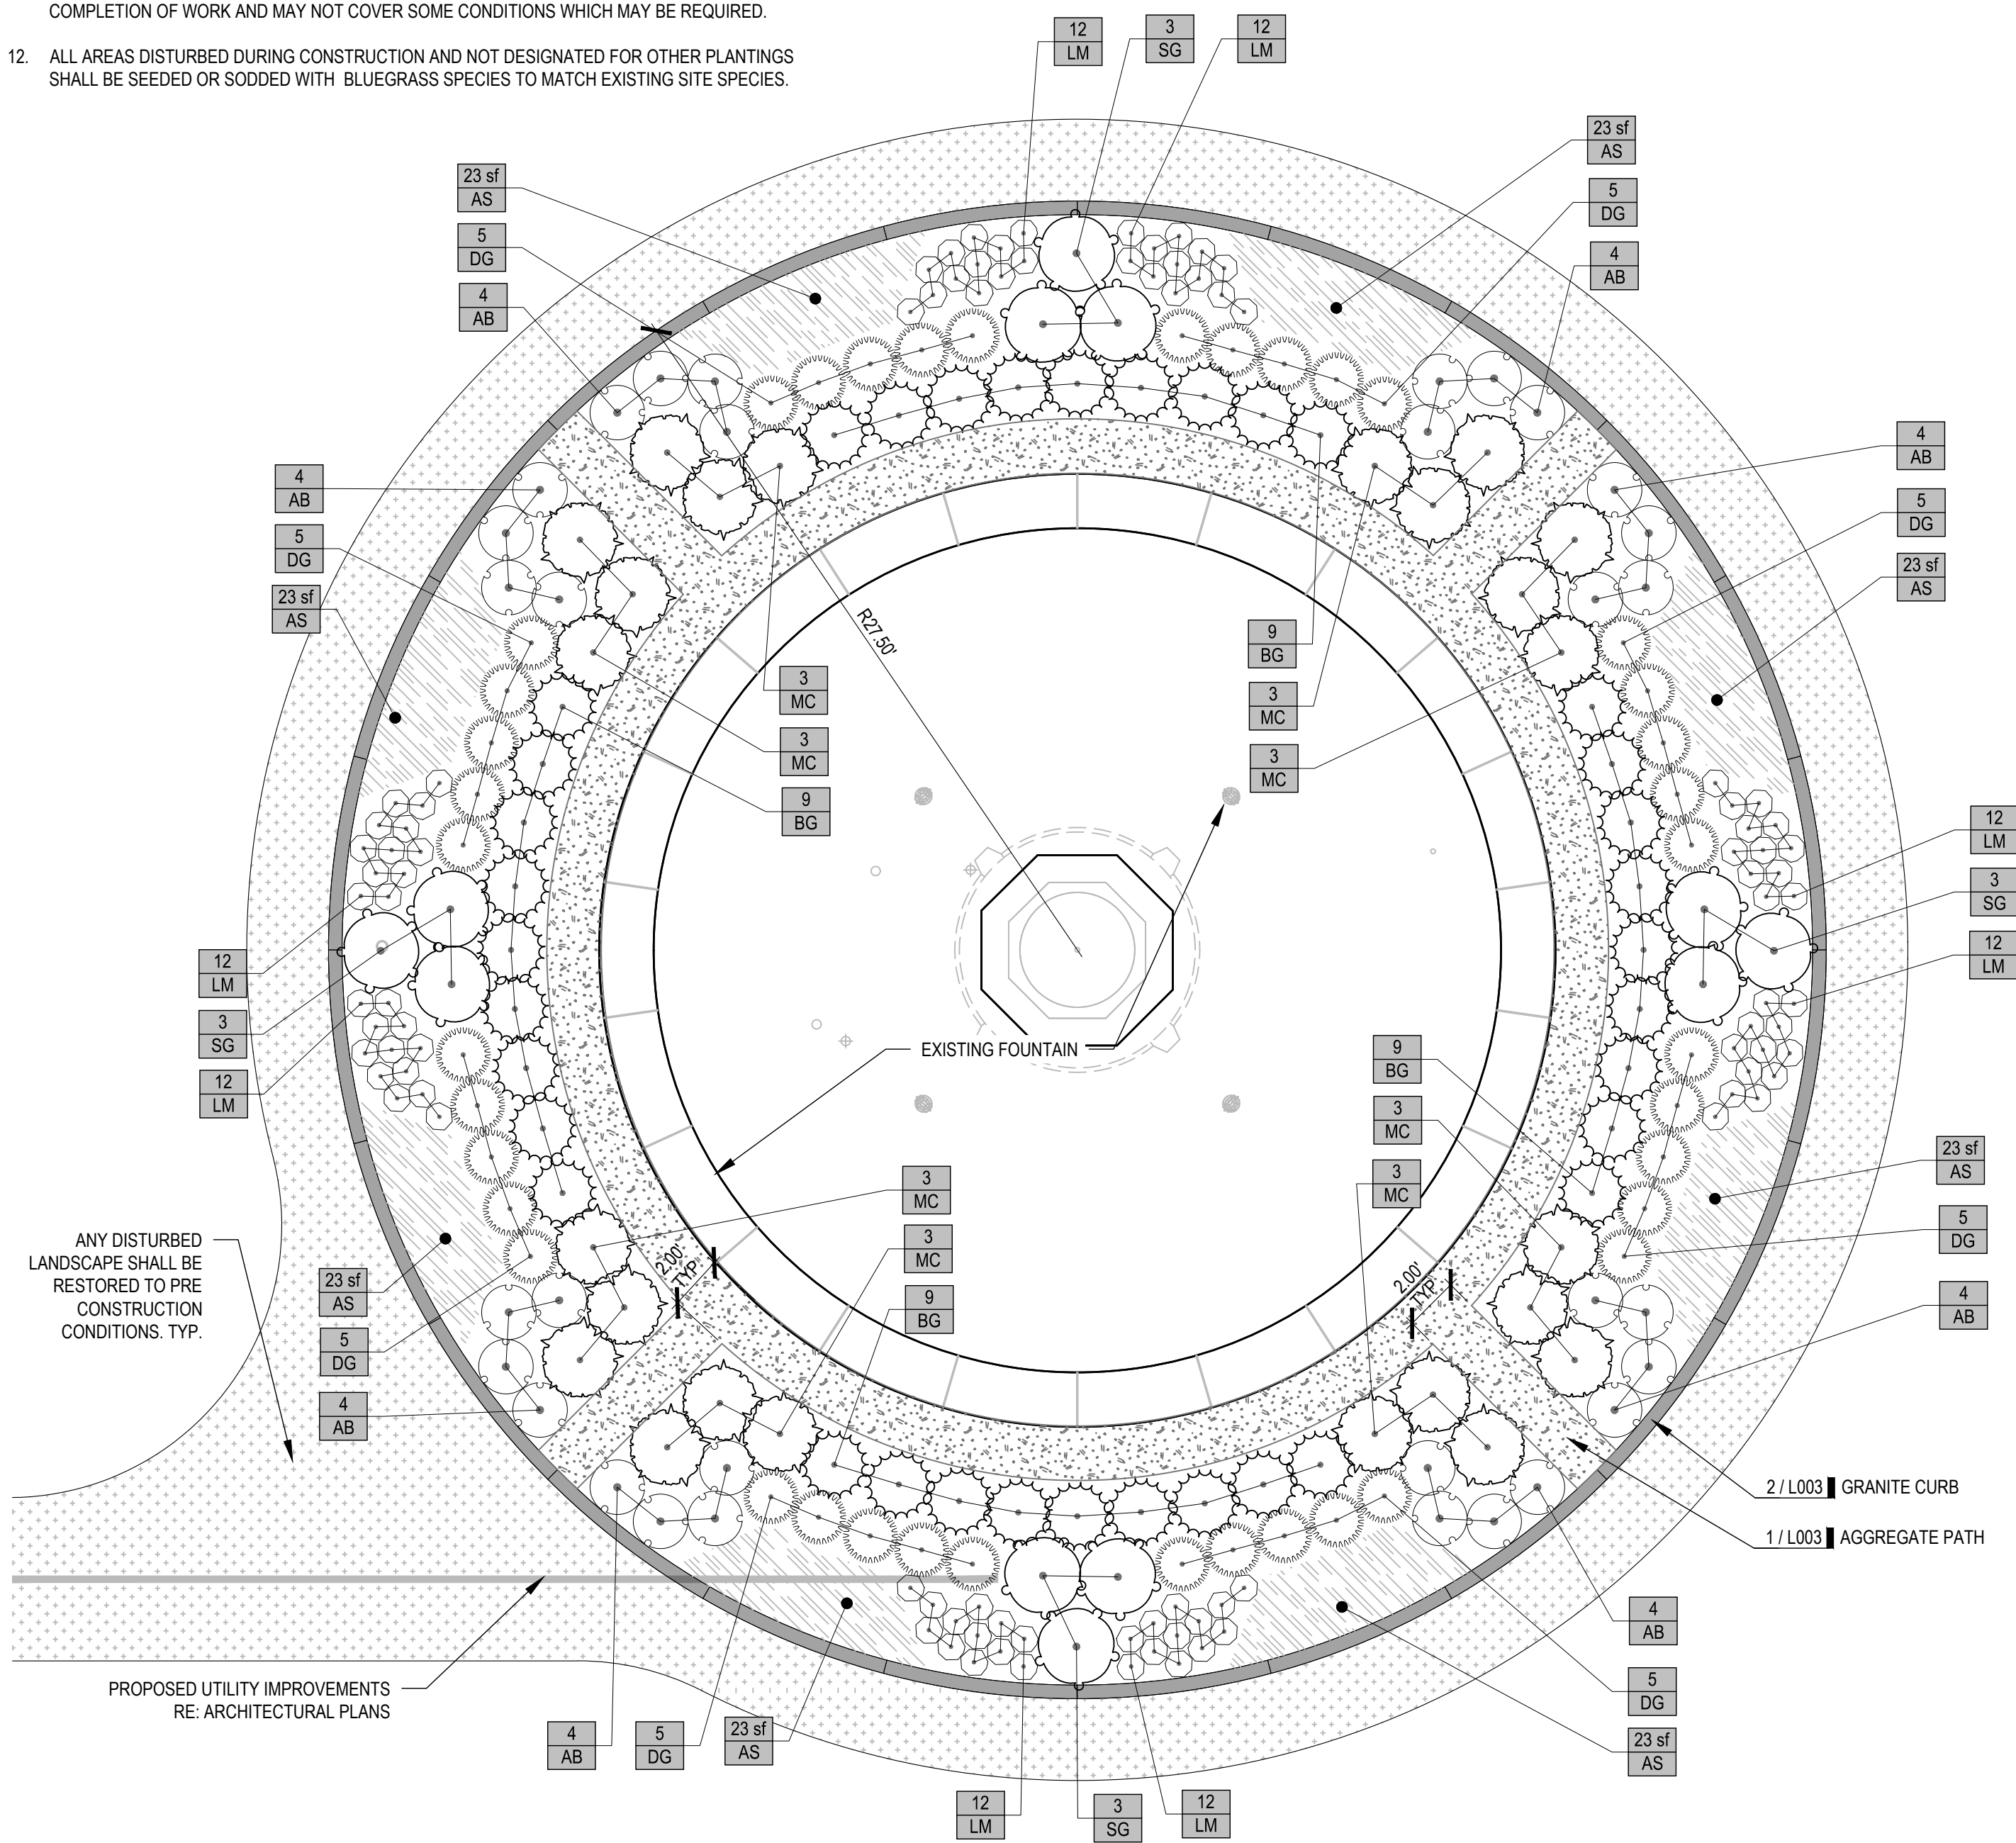 COMPLETION OF WORK AND MAY NOT COVER SOME CONDITIONS WHICH MAY BE REQUIRED.
12. ALL AREAS DISTURBED DURING CONSTRUCTION AND NOT DESIGNATED FOR OTHER PLANTINGS
SHALL BE SEEDED OR SODDED WITH BLUEGRASS SPECIES TO MATCH EXISTING SITE SPECIES.
12
LM
3
SG
12
LM
23 sf
AS
5
DG
4
AB
23 sf
AS
5
DG
4
AB
4
AB
5
DG
23 sf
AS
4
AB
5
DG
23 sf
AS
R27.50'
3
MC
3
MC
9
BG
9
BG
3
MC
3
MC
12
LM
3
SG
12
LM
12
LM
3
SG
12
LM
EXISTING FOUNTAIN
9
BG
3
MC
3
MC
3
MC
3
MC
9
BG
2.00'
TYP
2.00'
TYP
23 sf
AS
5
DG
4
AB
ANY DISTURBED
LANDSCAPE SHALL BE
RESTORED TO PRE
CONSTRUCTION
CONDITIONS. TYP.
23 sf
AS
5
DG
4
AB
2 / L003 GRANITE CURB
1 / L003 AGGREGATE PATH
4
AB
5
DG
23 sf
AS
PROPOSED UTILITY IMPROVEMENTS
RE: ARCHITECTURAL PLANS
4
AB
5
DG
23 sf
AS
12
LM
3
SG
12
LM